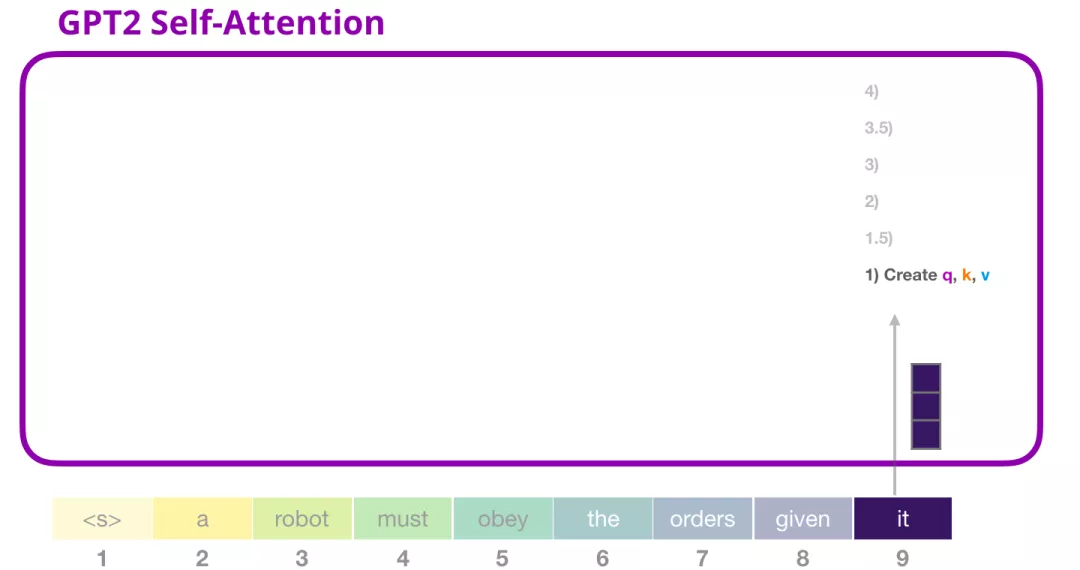 GPT2 Self-Attention
4)
3.5)
3)
2)
1.5)
1) Create q, k, v
<s> a robot must obey the orders given it
1 2 3 4 5 6 7 8 9